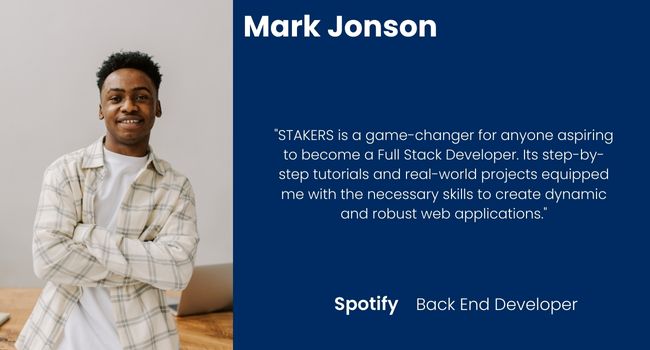 Mark Jonson
"STAKERS is a game-changer for anyone aspiring
to become a Full Stack Developer. Its step-by-
step tutorials and real-world projects equipped
me with the necessary skills to create dynamic
and robust web applications."
Spotify Back End Developer